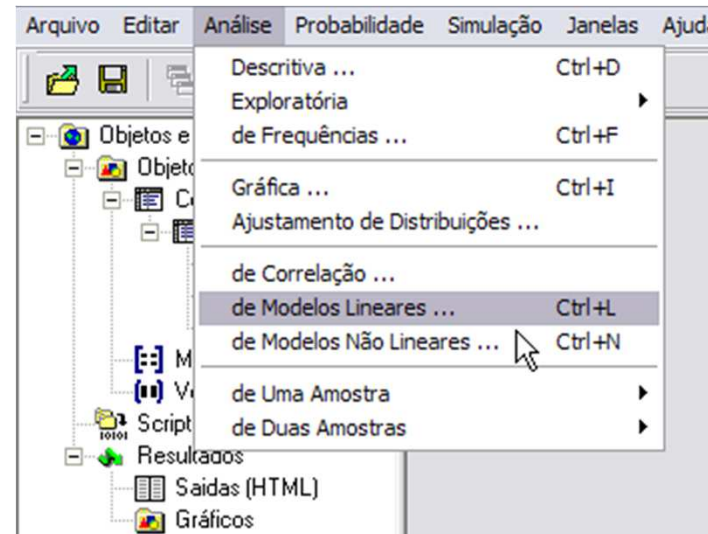 Arquivo Editar Análise Probabilidade Simulação Janelas
Descritiva ... Ctrl+D
Exploratória
de Frequências ... Ctrl+F
Gráfica ... Ctrl+I
Ajustamento de Distribuições ...
de Correlação ...
de Modelos Lineares ... Ctrl+L
de Modelos Não Lineares ... Ctrl+N
de Uma Amostra
de Duas Amostras
Objetos e
Script
Resultados
Saidas (HTML)
Gráficos